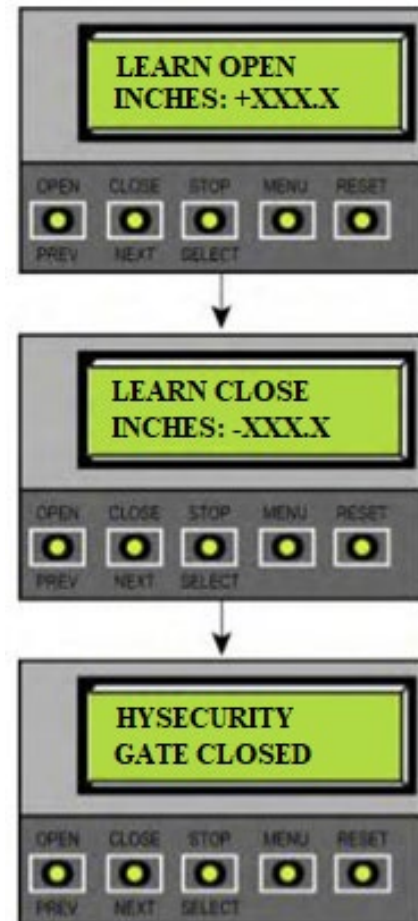 LEARN OPEN
INCHES: +XXX.X
OPEN CLOSE STOP MENU RESET
PREV NEXT SELECT
LEARN CLOSE
INCHES: -XXX.X
OPEN CLOSE STOP MENU RESET
PREV NEXT SELECT
HYSECURITY
GATE CLOSED
OPEN CLOSE STOP MENU RESET
PREV NEXT SELECT